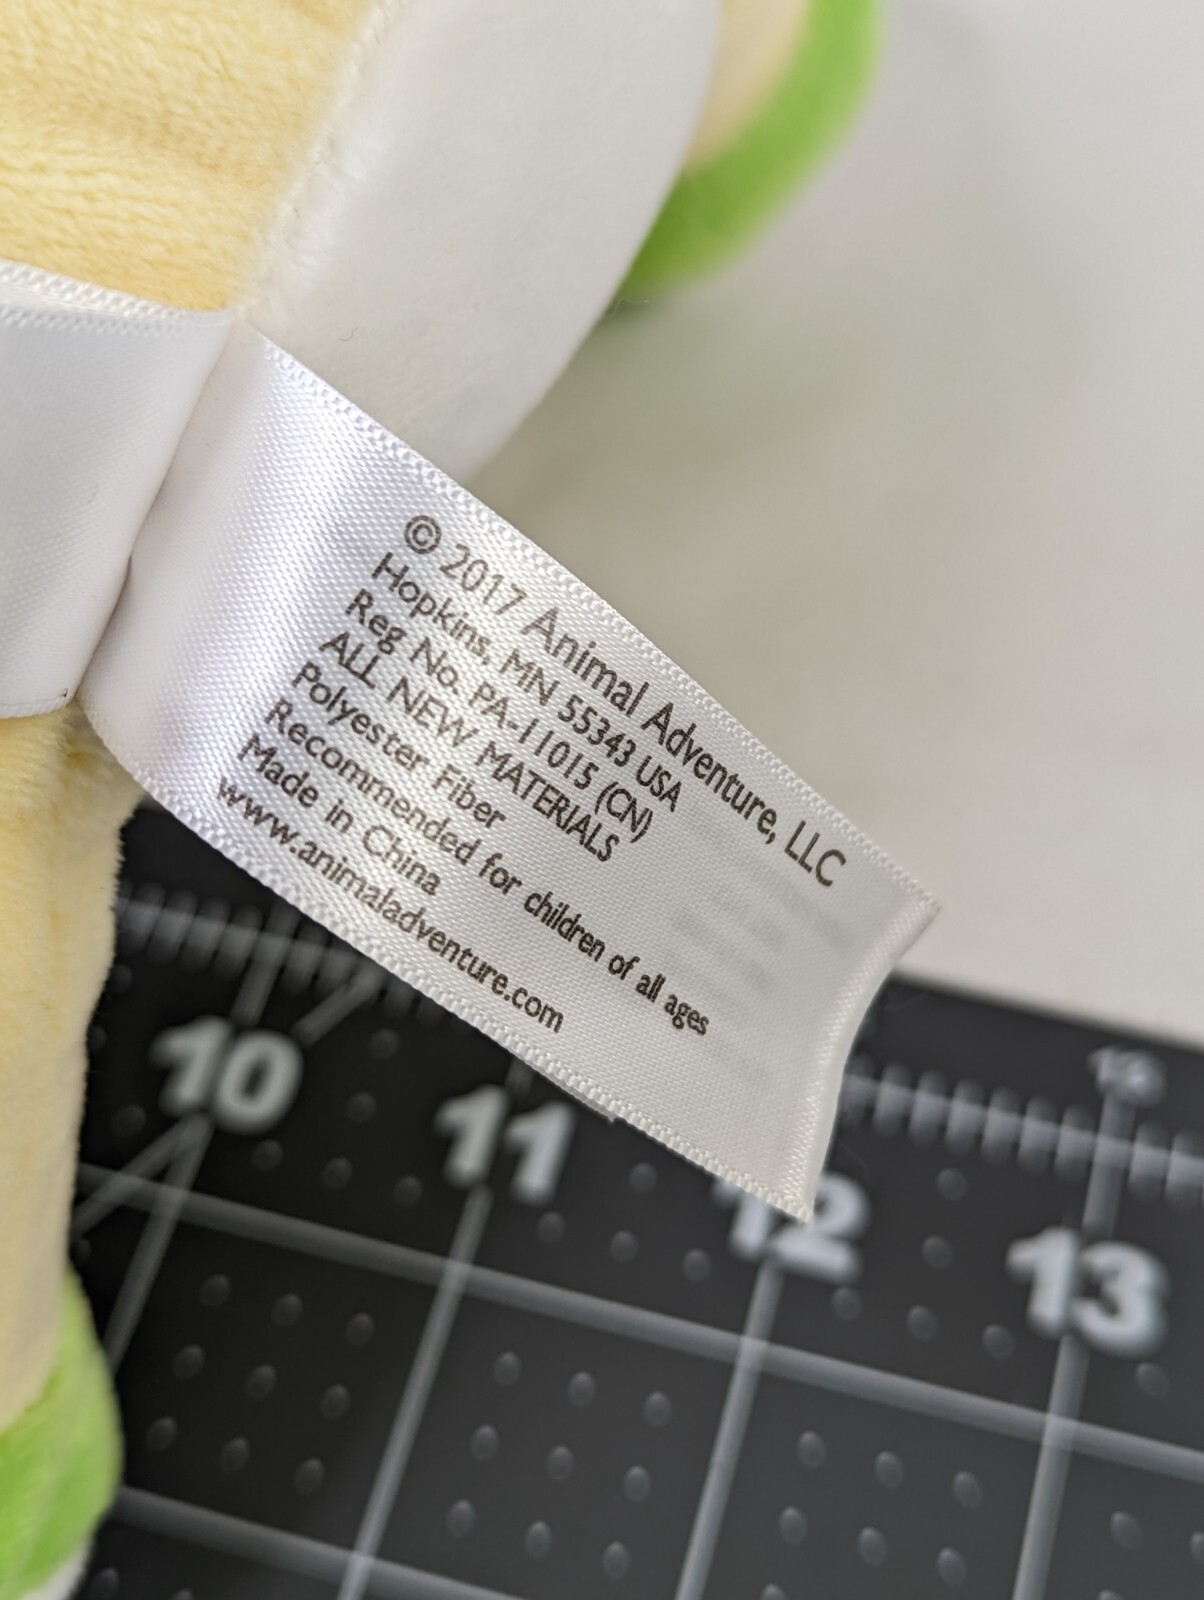 © 2017 Animal Adventure, LLC
Hopkins, MN 55343 USA
Reg No. PA-11015 (CN)
ALL NEW MATERIALS
Polyester Fiber
Recommended for children of all ages
Made in China
www.animaladventure.com
10
11
12
13